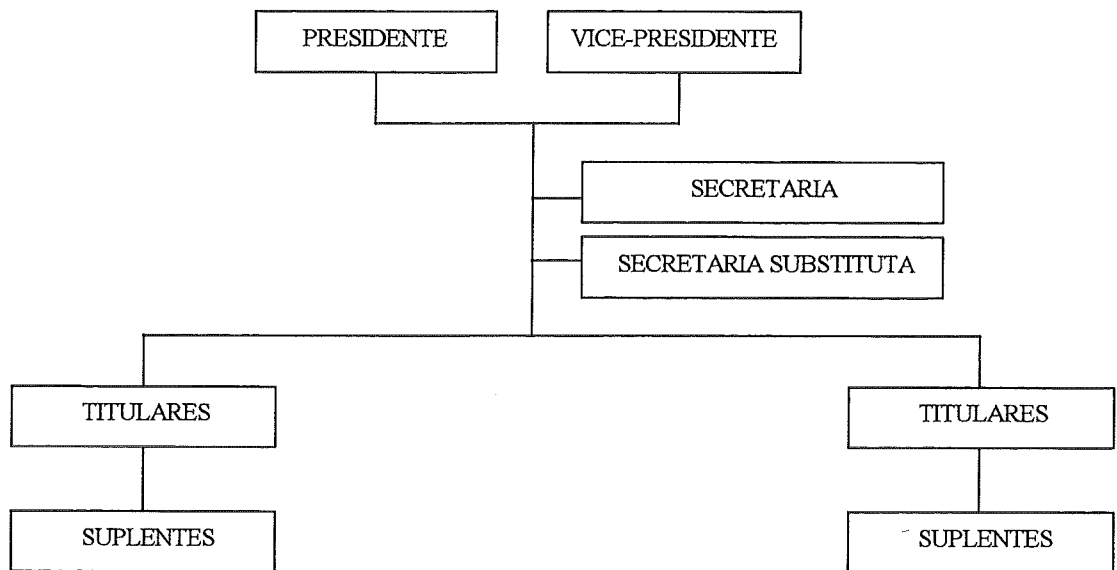 PRESIDENTE
VICE-PRESIDENTE
SECRETARIA
SECRETARIA SUBSTITUTA
TITULARES
TITULARES
SUPLENTES
SUPLENTES